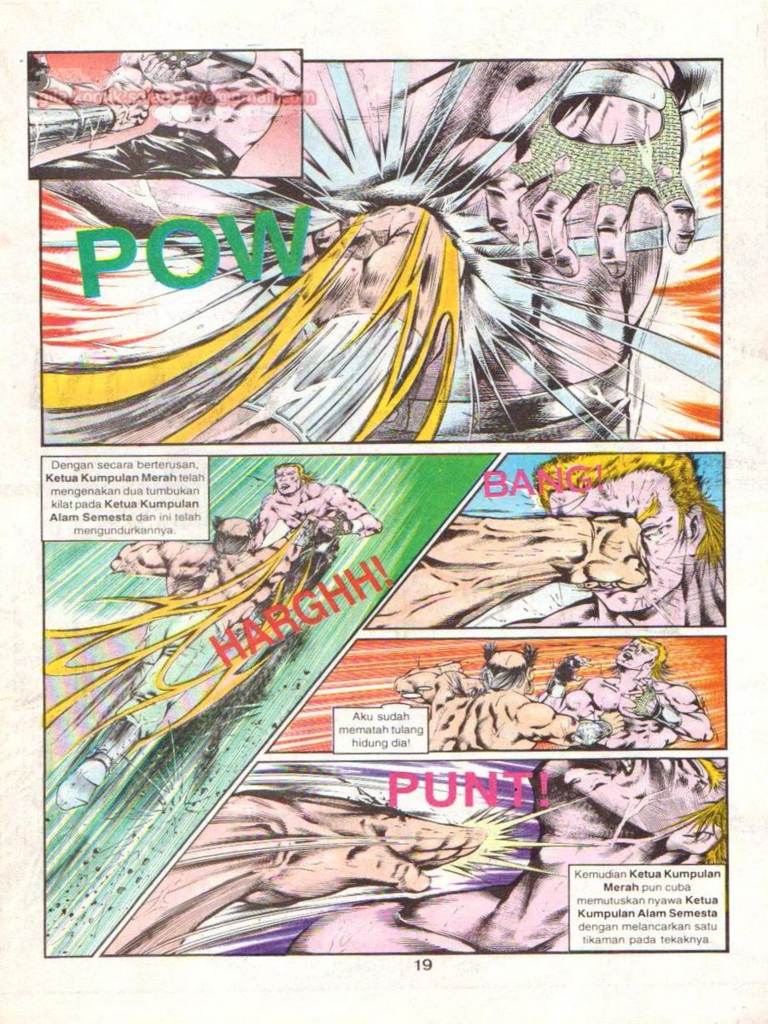 POW
Dengan secara berterusan,
Ketua Kumpulan Merah telah
mengenakan dua tumbukan
kilat pada Ketua Kumpulan
Alam Semesta dan ini telah
mengundurkannya.
HARGHH!
BANG!
Aku sudah
mematah tulang
hidung dia!
PUNT!
Kemudian Ketua Kumpulan
Merah pun cuba
memutuskan nyawa Ketua
Kumpulan Alam Semesta
dengan melancarkan satu
tikaman pada tekaknya.
19